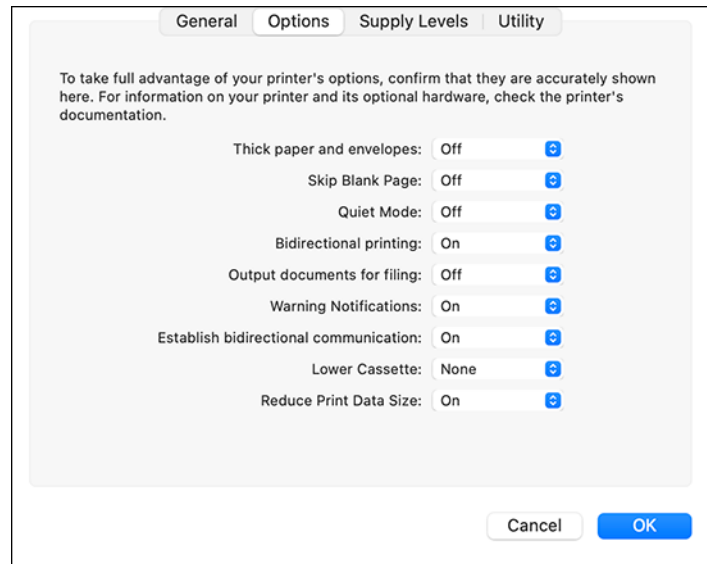 General Options Supply Levels Utility
To take full advantage of your printer's options, confirm that they are accurately shown
here. For information on your printer and its optional hardware, check the printer's
documentation.
Thick paper and envelopes: Off
Skip Blank Page: Off
Quiet Mode: Off
Bidirectional printing: On
Output documents for filing: Off
Warning Notifications: On
Establish bidirectional communication: On
Lower Cassette: None
Reduce Print Data Size: On
Cancel OK